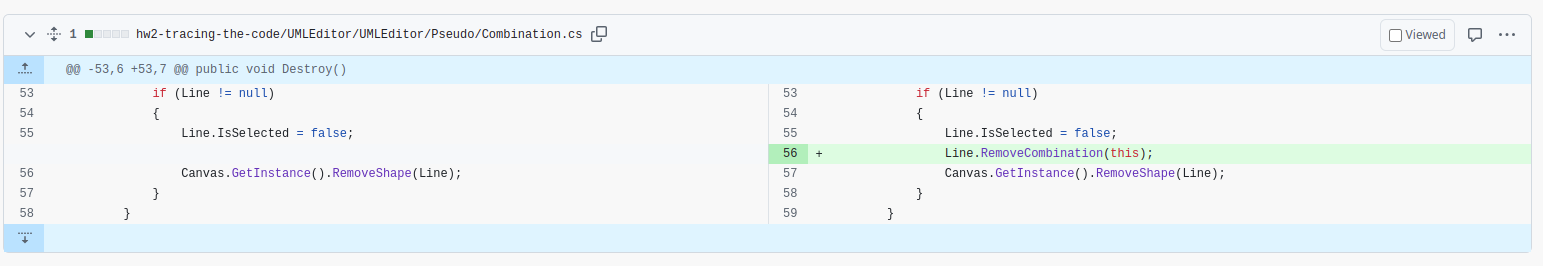 1 hw2-tracing-the-code/UMLEditor/UMLEditor/Pseudo/Combination.cs Viewed
@@ -53,6 +53,7 @@ public void Destroy()
53 if (Line != null) 53 if (Line != null)
54 { 54 {
55 Line.IsSelected = false; 55 Line.IsSelected = false;
56 + Line.RemoveCombination(this);
56 Canvas.GetInstance().RemoveShape(Line); 57 Canvas.GetInstance().RemoveShape(Line);
57 } 58 }
58 } 59 }